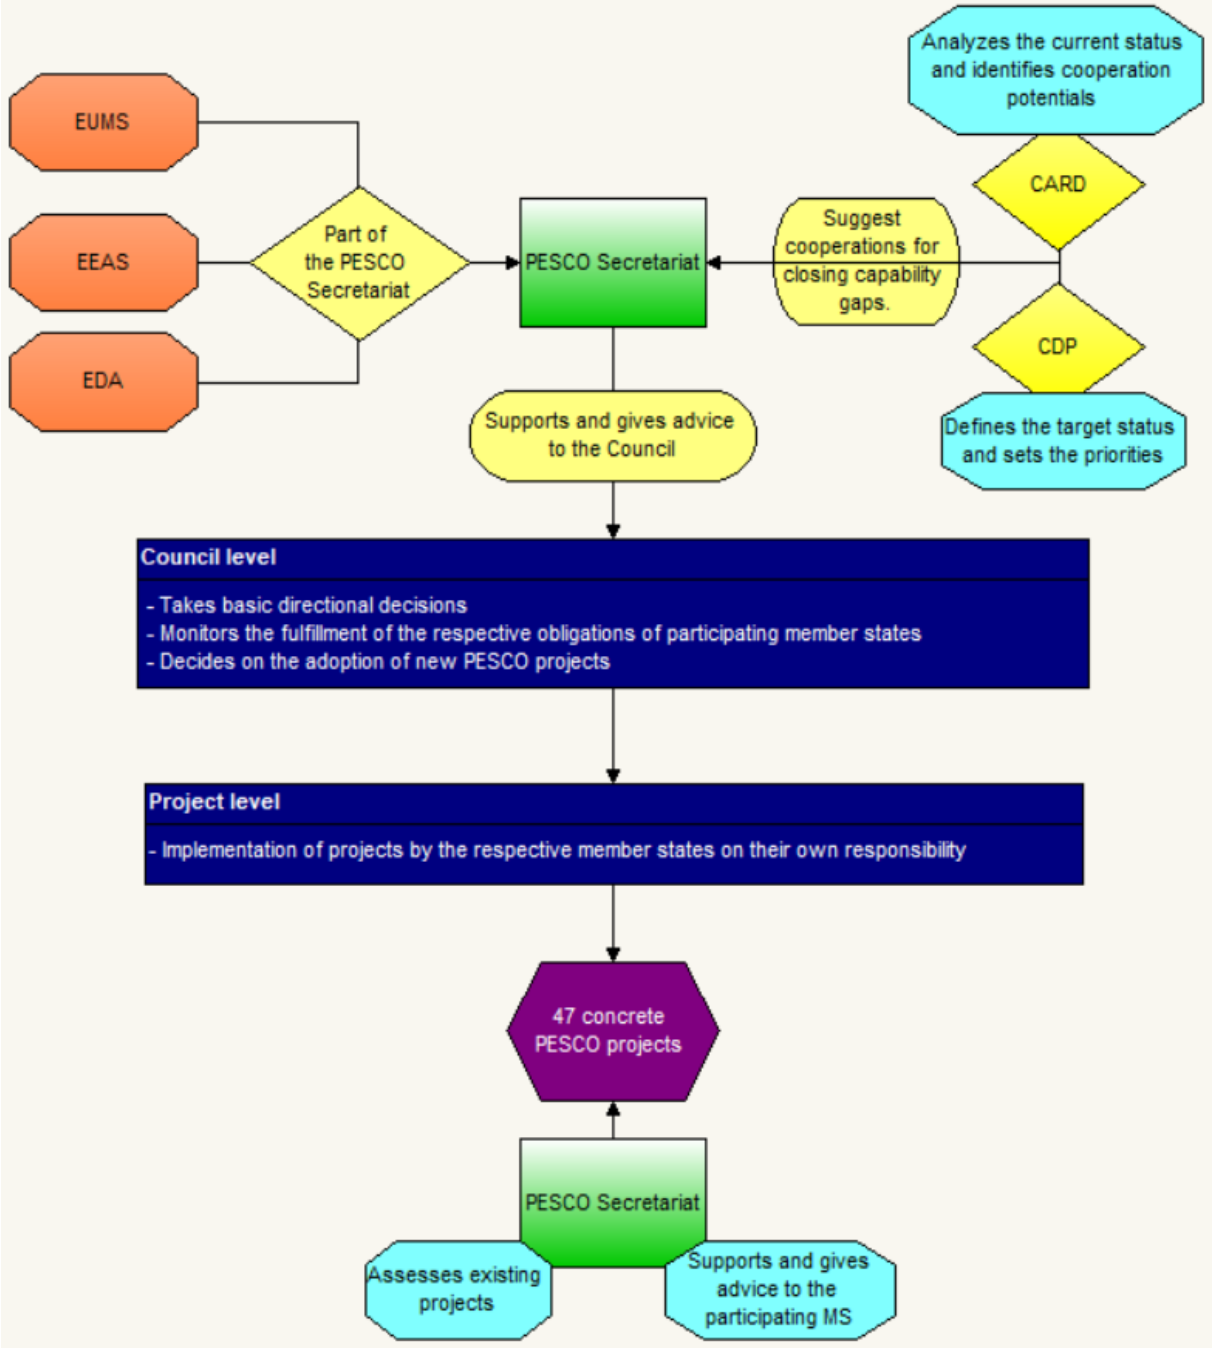 EUMS
EEAS
EDA
Part of
the PESCO
Secretariat
PESCO Secretariat
Suggest
cooperations for
closing capability
gaps.
Analyzes the current status
and identifies cooperation
potentials
CARD
CDP
Defines the target status
and sets the priorities
Supports and gives advice
to the Council
Council level
- Takes basic directional decisions
- Monitors the fulfillment of the respective obligations of participating member states
- Decides on the adoption of new PESCO projects
Project level
- Implementation of projects by the respective member states on their own responsibility
47 concrete
PESCO projects
PESCO Secretariat
Assesses existing
projects
Supports and gives
advice to the
participating MS